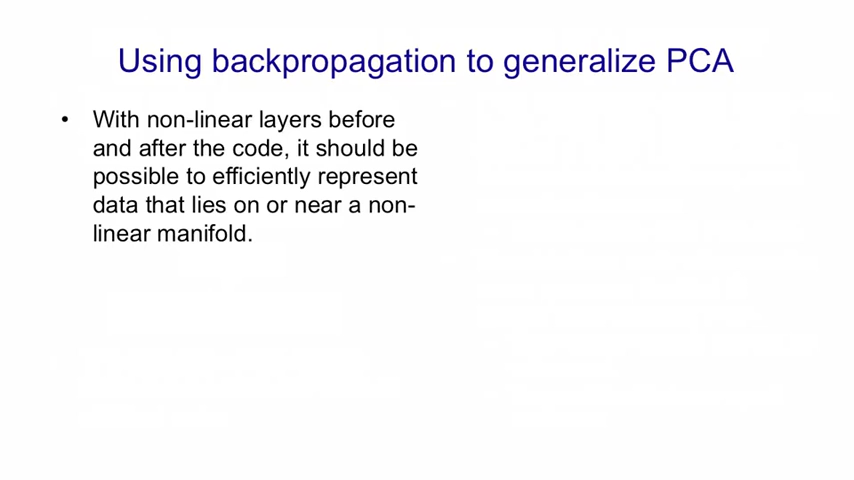 Using backpropagation to generalize PCA
• With non-linear layers before
and after the code, it should be
possible to efficiently represent
data that lies on or near a non-
linear manifold.